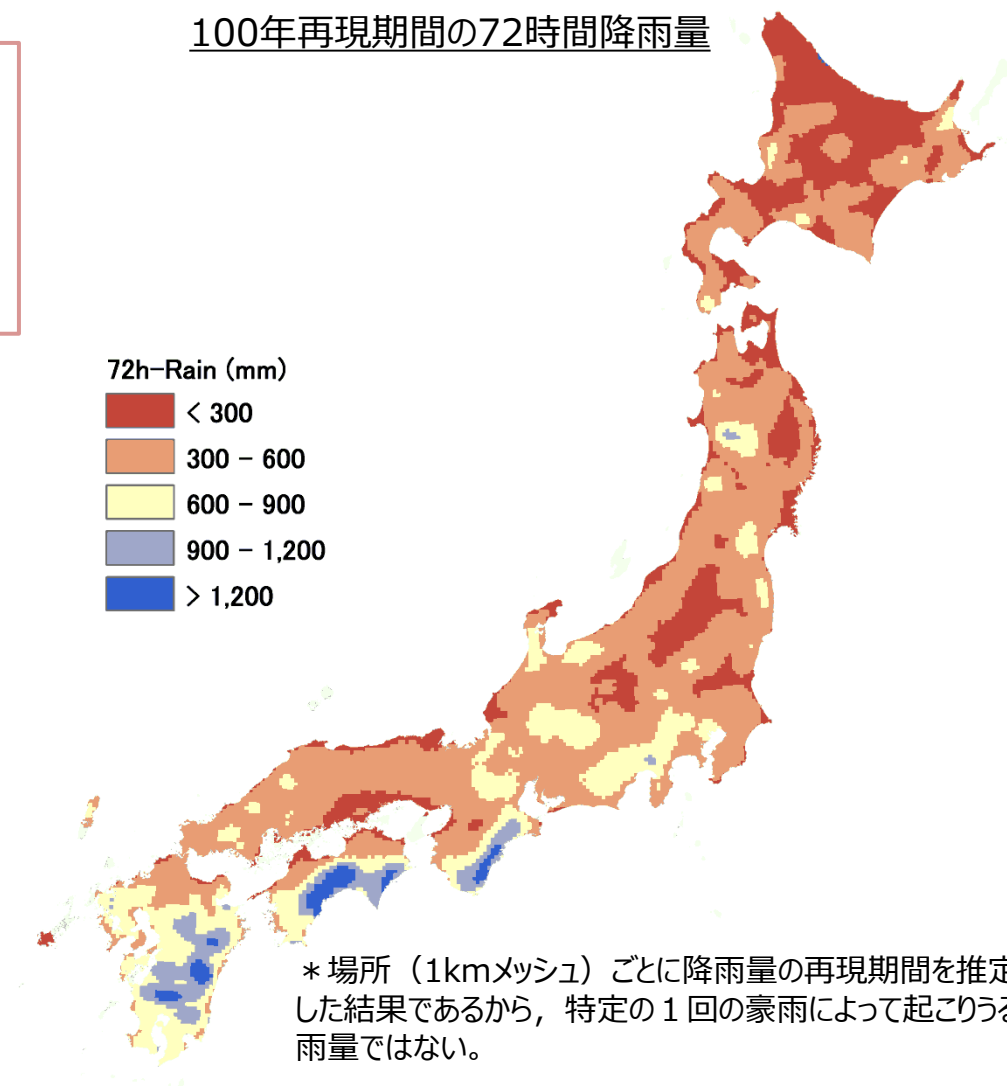 100年再現期間の72時間降雨量
72h-Rain (mm)
< 300
300 - 600
600 - 900
900 - 1,200
> 1,200
＊場所（1kmメッシュ）ごとに降雨量の再現期間を推定
した結果であるから，特定の１回の豪雨によって起こりうる
雨量ではない。